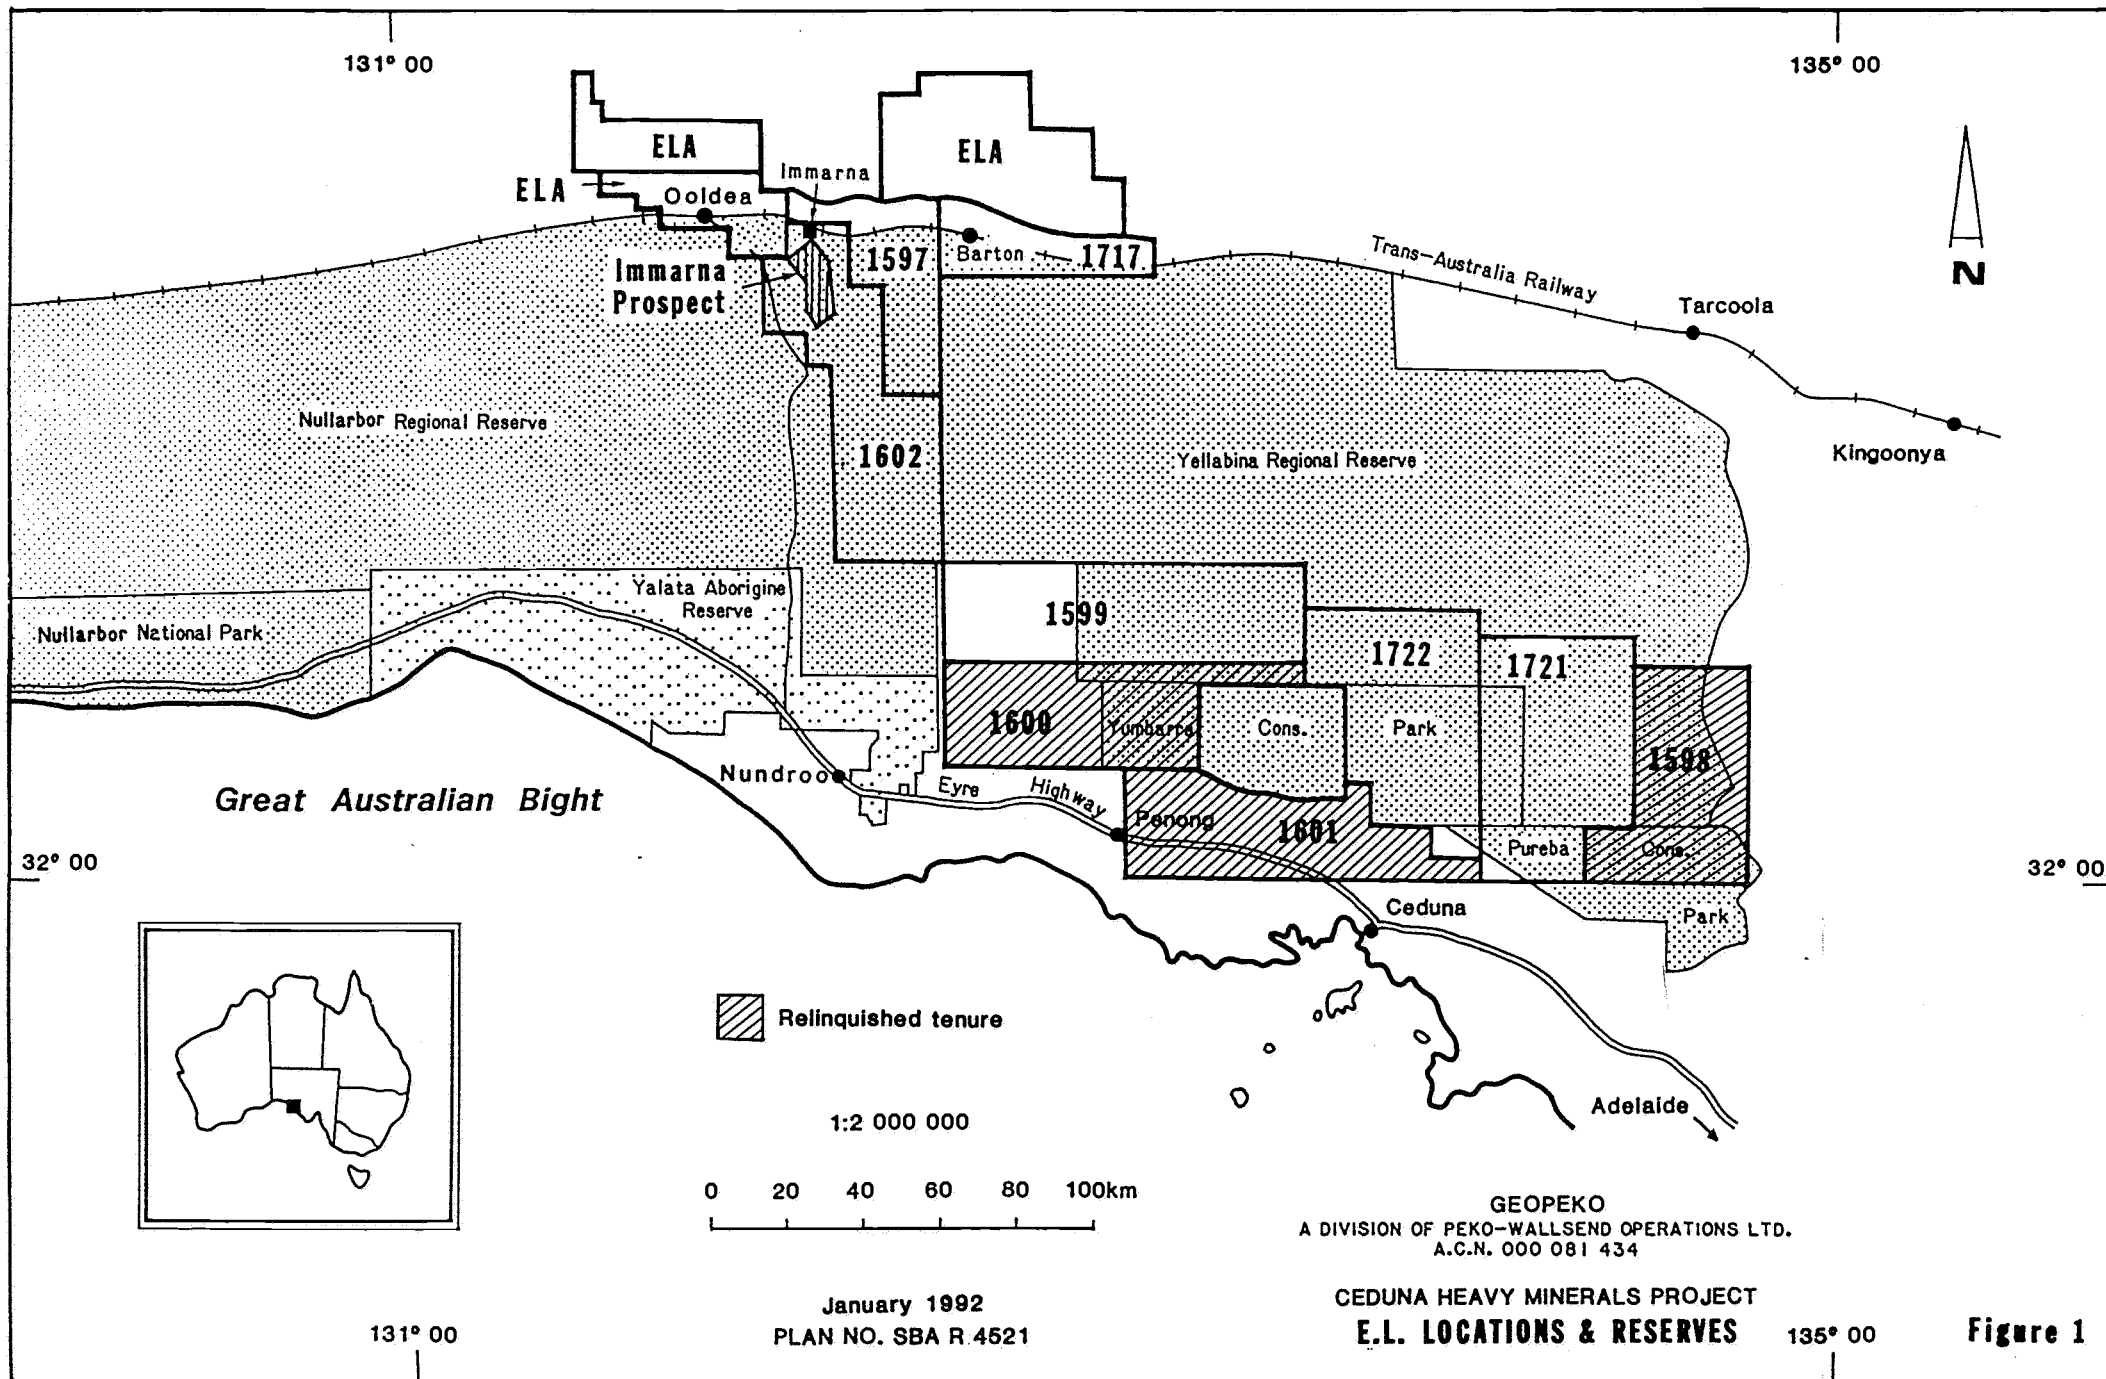 131° 00
135° 00
ELA
ELA
Immarna
ELA
Ooldea
1597
Barton
1717
Immarna
Prospect
Trans-Australia Railway
Tarcoola
N
Nullarbor Regional Reserve
1602
Yellabina Regional Reserve
Kingoonya
Yalata Aborigine
Reserve
1599
Nullarbor National Park
1722
1721
1600
Yumbarra
Cons.
Park
1598
Nundroo
Eyre
Highway
Great Australian Bight
Penong
1601
Pureba
Cons.
32° 00
32° 00
Ceduna
Park
Relinquished tenure
Adelaide
1:2 000 000
0 20 40 60 80 100km
GEOPEKO
A DIVISION OF PEKO-WALLSEND OPERATIONS LTD.
A.C.N. 000 081 434
January 1992
PLAN NO. SBA R 4521
CEDUNA HEAVY MINERALS PROJECT
E.L. LOCATIONS & RESERVES
131° 00
135° 00
Figure 1